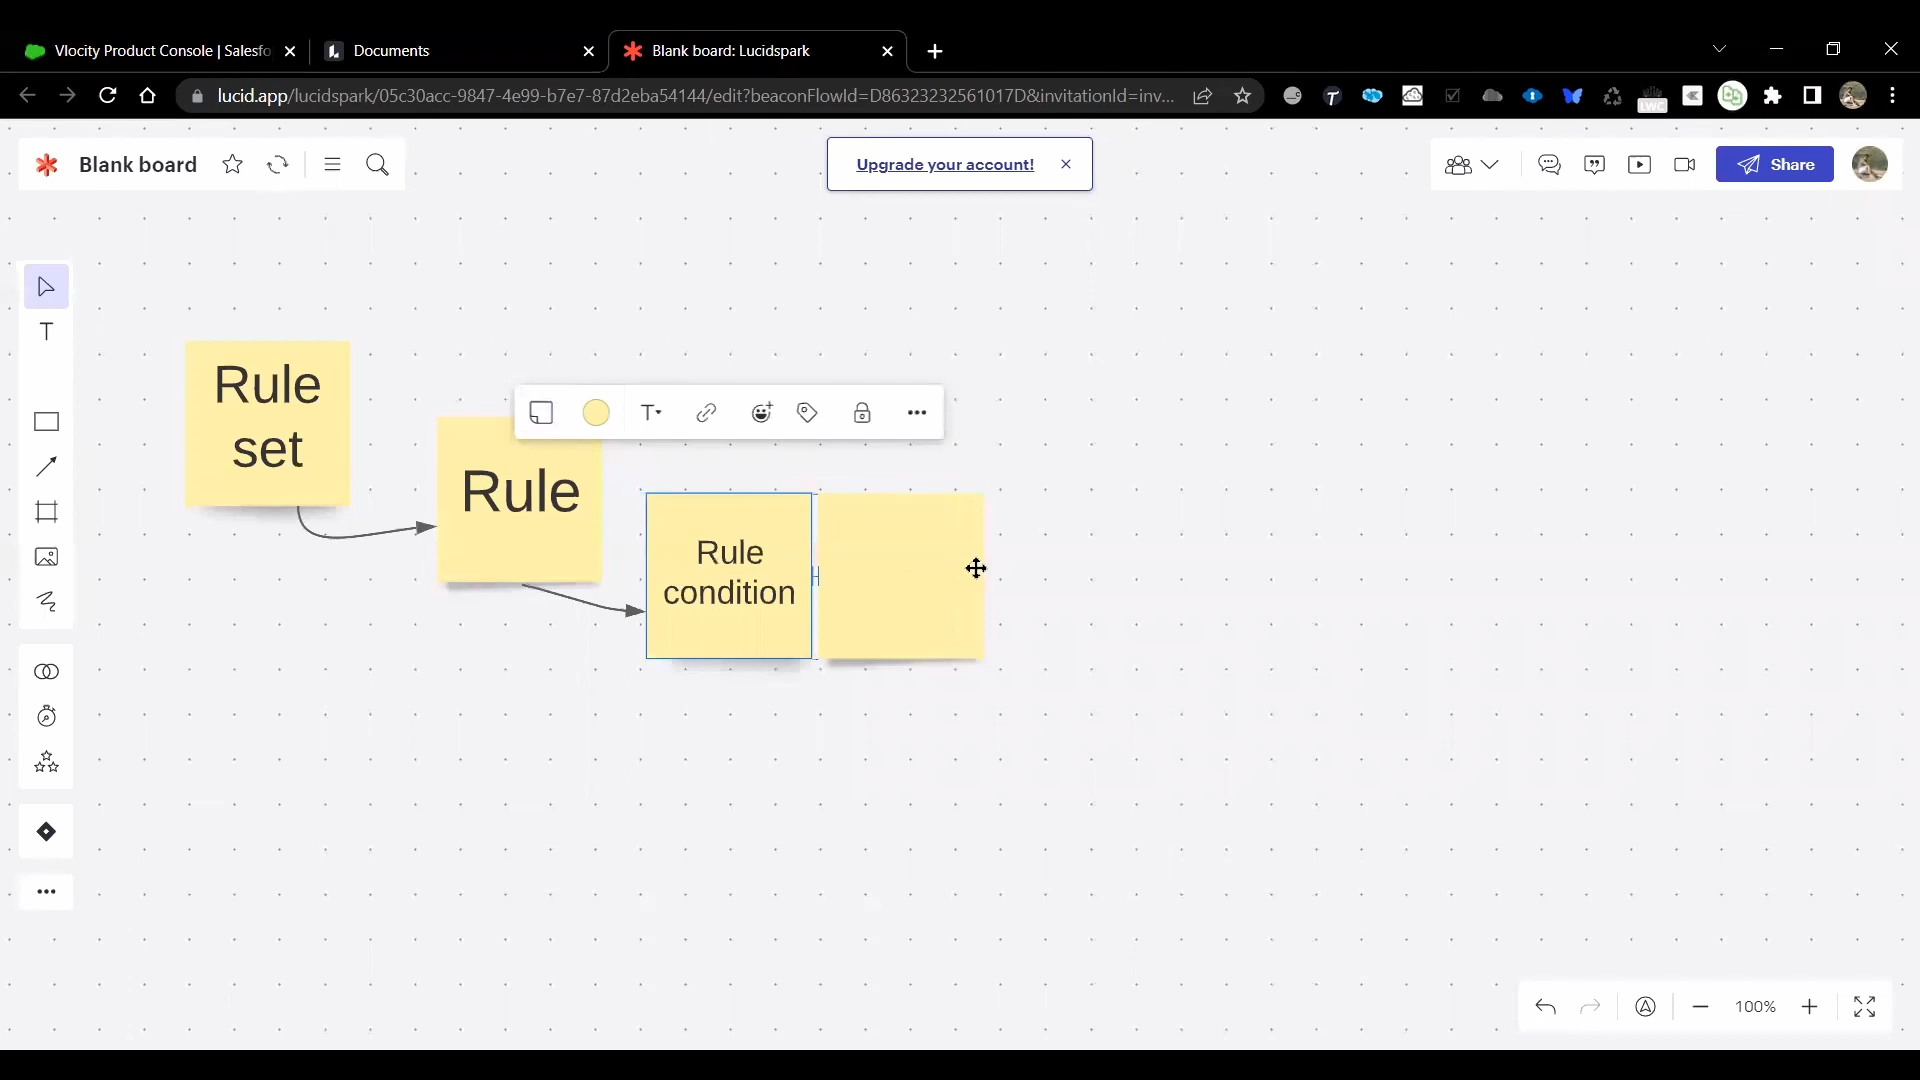 Vlocity Product Console | Salesfo
Documents
Blank board: Lucidspark
lucid.app/lucidspark/05c30acc-9847-4e99-b7e7-87d2eba54144/edit?beaconFlowId=D86323232561017D&invitationId=inv...
LWC
Blank board
Upgrade your account!
Share
Rule
set
Rule
Rule
condition
100%